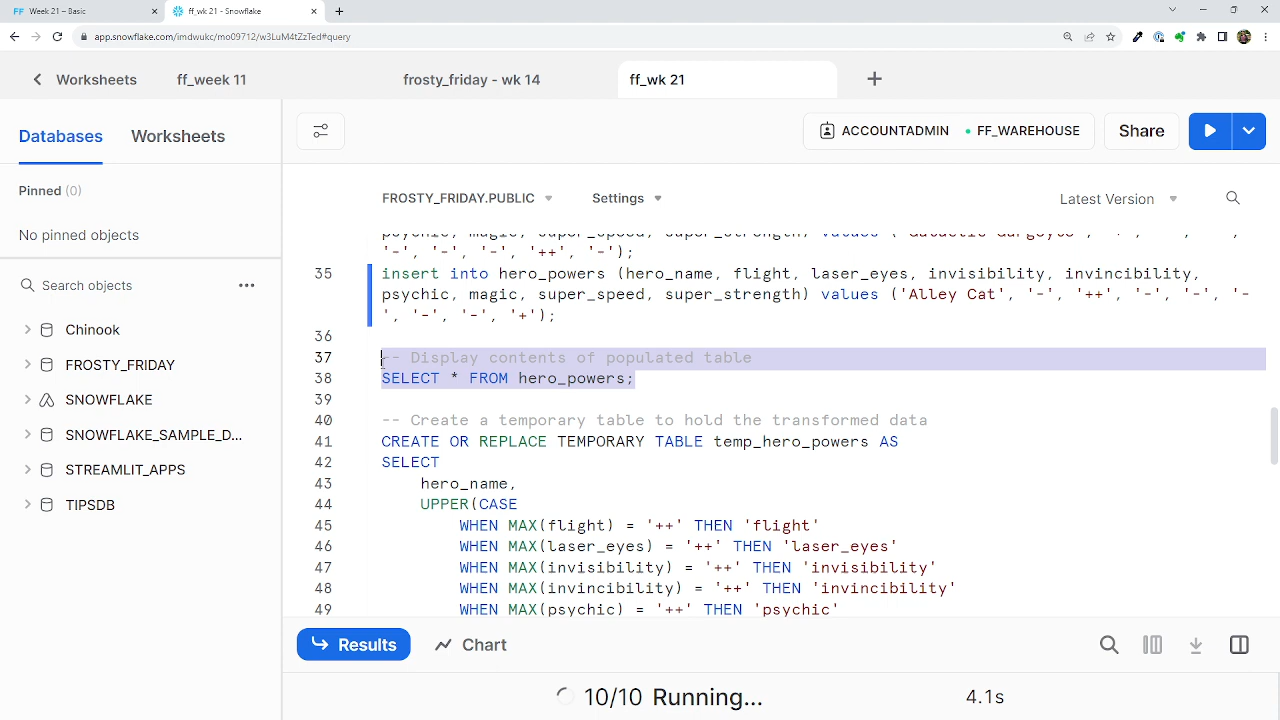 FF Week 21 – Basic
ff_wk 21 - Snowflake
app.snowflake.com/imdwukc/mo09712/w3LuM4tZzTed#query
Worksheets
ff_week 11
frosty_friday - wk 14
ff_wk 21
Databases
Worksheets
ACCOUNTADMIN
FF_WAREHOUSE
Share
Pinned (0)
No pinned objects
Search objects
Chinook
FROSTY_FRIDAY
SNOWFLAKE
SNOWFLAKE_SAMPLE_D...
STREAMLIT_APPS
TIPSDB
FROSTY_FRIDAY.PUBLIC
Settings
Latest Version
'-', '-', '-', '++', '-');
35 insert into hero_powers (hero_name, flight, laser_eyes, invisibility, invincibility,
psychic, magic, super_speed, super_strength) values ('Alley Cat', '-', '++', '-', '-', '-
', '-', '-', '+');
36
37 -- Display contents of populated table
38 SELECT * FROM hero_powers;
39
40 -- Create a temporary table to hold the transformed data
41 CREATE OR REPLACE TEMPORARY TABLE temp_hero_powers AS
42 SELECT
43 hero_name,
44 UPPER(CASE
45 WHEN MAX(flight) = '++' THEN 'flight'
46 WHEN MAX(laser_eyes) = '++' THEN 'laser_eyes'
47 WHEN MAX(invisibility) = '++' THEN 'invisibility'
48 WHEN MAX(invincibility) = '++' THEN 'invincibility'
49 WHEN MAX(psychic) = '++' THEN 'psychic'
Results
Chart
10/10 Running...
4.1s